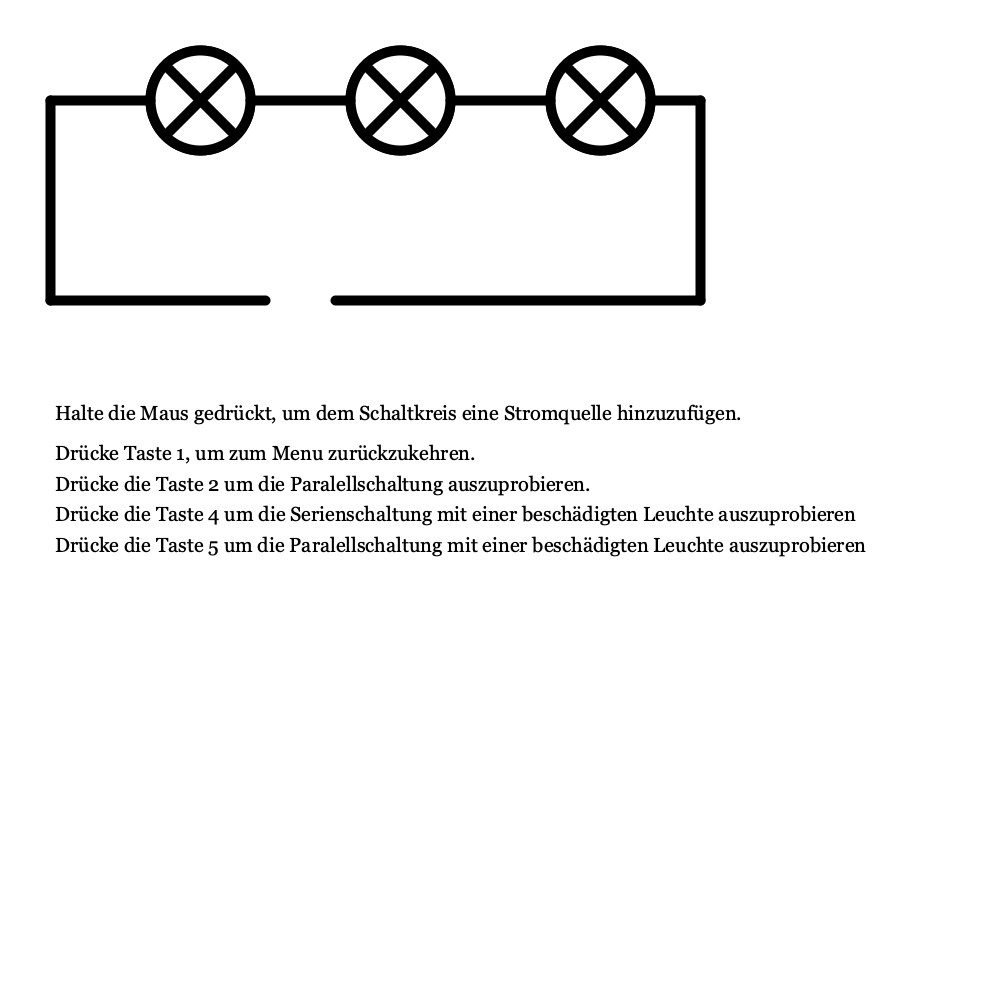 Halte die Maus gedrückt, um dem Schaltkreis eine Stromquelle hinzuzufügen.
Drücke Taste 1, um zum Menu zurückzukehren.
Drücke die Taste 2 um die Paralellschaltung auszuprobieren.
Drücke die Taste 4 um die Serienschaltung mit einer beschädigten Leuchte auszuprobieren
Drücke die Taste 5 um die Paralellschaltung mit einer beschädigten Leuchte auszuprobieren